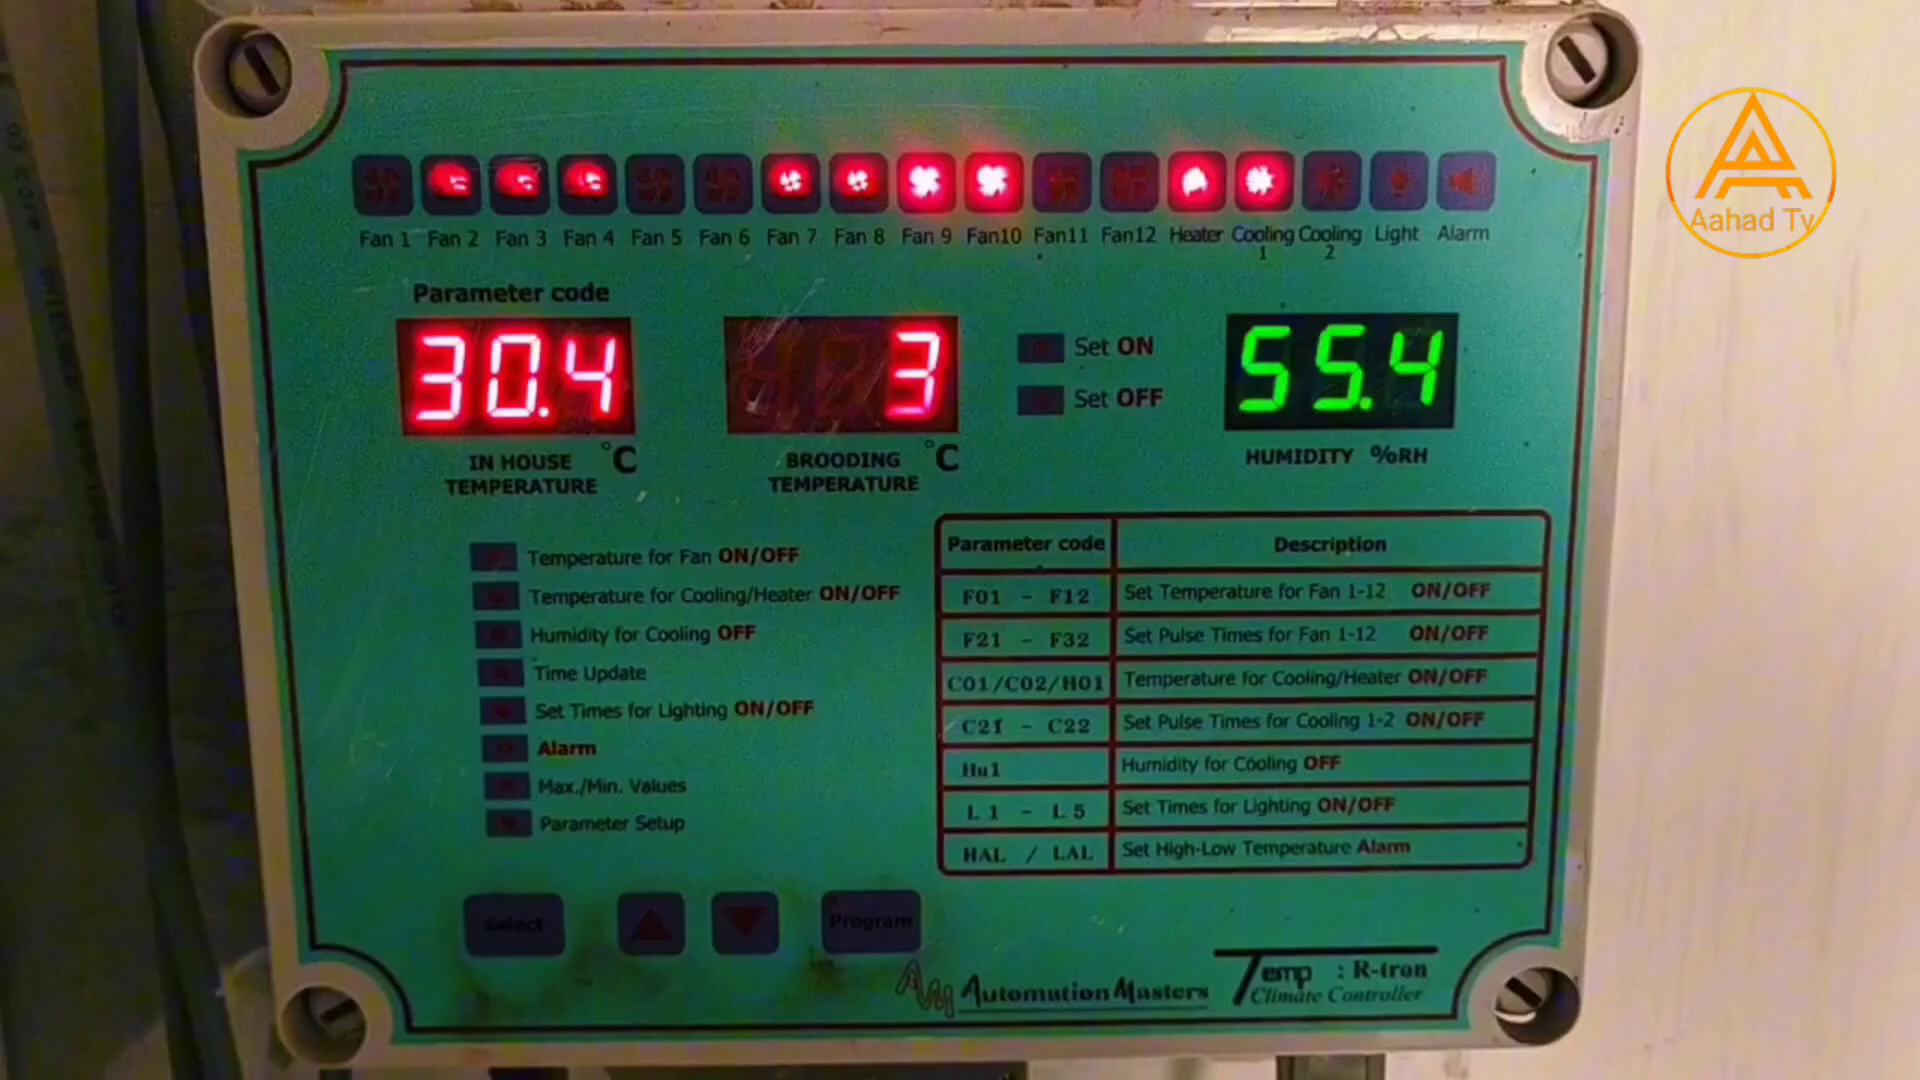 Aahad Tv
Fan 1 Fan 2 Fan 3 Fan 4 Fan 5 Fan 6 Fan 7 Fan 8 Fan 9 Fan10 Fan11 Fan12 Heater Cooling 1 Cooling 2 Light Alarm
Parameter code
30.4 3 55.4
Set ON
Set OFF
IN HOUSE TEMPERATURE °C
BROODING TEMPERATURE °C
HUMIDITY %RH
Temperature for Fan ON/OFF
Temperature for Cooling/Heater ON/OFF
Humidity for Cooling OFF
Time Update
Set Times for Lighting ON/OFF
Alarm
Max./Min. Values
Parameter Setup
Parameter code Description
F01 - F12 Set Temperature for Fan 1-12 ON/OFF
F21 - F32 Set Pulse Times for Fan 1-12 ON/OFF
C01/C02/H01 Temperature for Cooling/Heater ON/OFF
C21 - C22 Set Pulse Times for Cooling 1-2 ON/OFF
Hu1 Humidity for Cooling OFF
L 1 - L 5 Set Times for Lighting ON/OFF
HAL / LAL Set High-Low Temperature Alarm
Select Program
AM Automation Masters
Temp : R-tron
Climate Controller